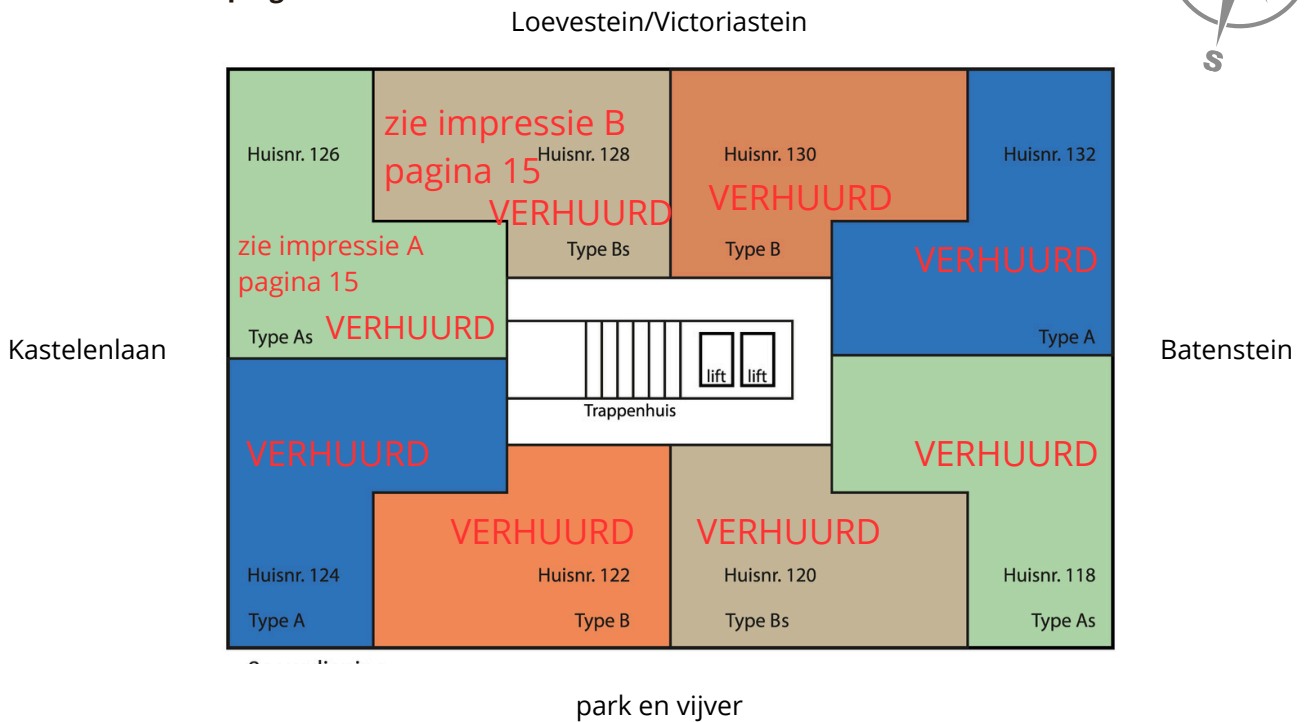 Loevestein/Victoriastein
S
zie impressie B
Huisnr. 126
Huisnr. 128
Huisnr. 130
Huisnr. 132
pagina 15
VERHUURD
VERHUURD
zie impressie A
Type Bs
Type B
VERHUURD
pagina 15
Type As
VERHUURD
Type A
Kastelenlaan
Batenstein
lift
lift
Trappenhuis
VERHUURD
VERHUURD
VERHUURD
VERHUURD
Huisnr. 124
Huisnr. 122
Huisnr. 120
Huisnr. 118
Type A
Type B
Type Bs
Type As
park en vijver